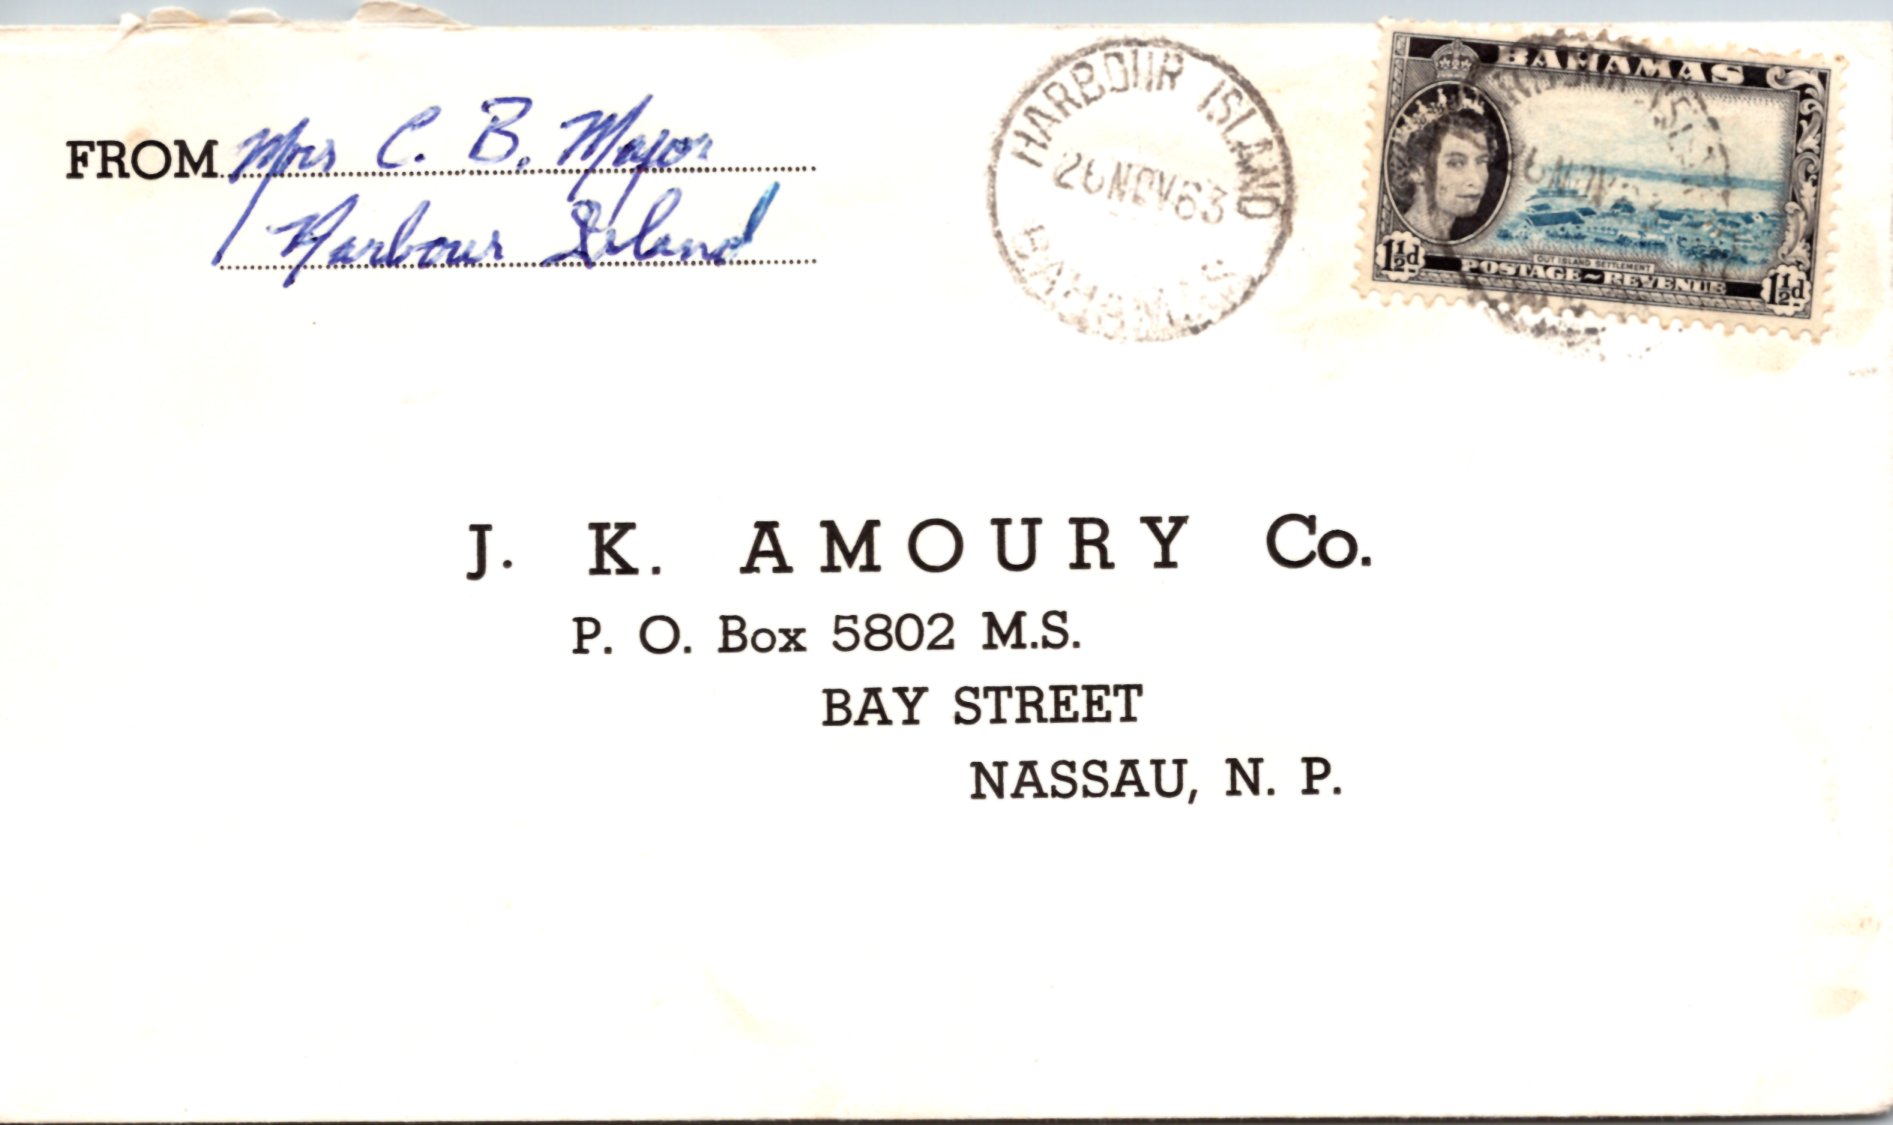 FROM Mrs C. B. Major
Harbour Island
HARBOUR ISLAND
26 NOV 63
BAHAMAS
BAHAMAS
1½d
OUT ISLAND SETTLEMENT
POSTAGE~REVENUE
1½d
J. K. AMOURY Co.
P. O. Box 5802 M.S.
BAY STREET
NASSAU, N. P.